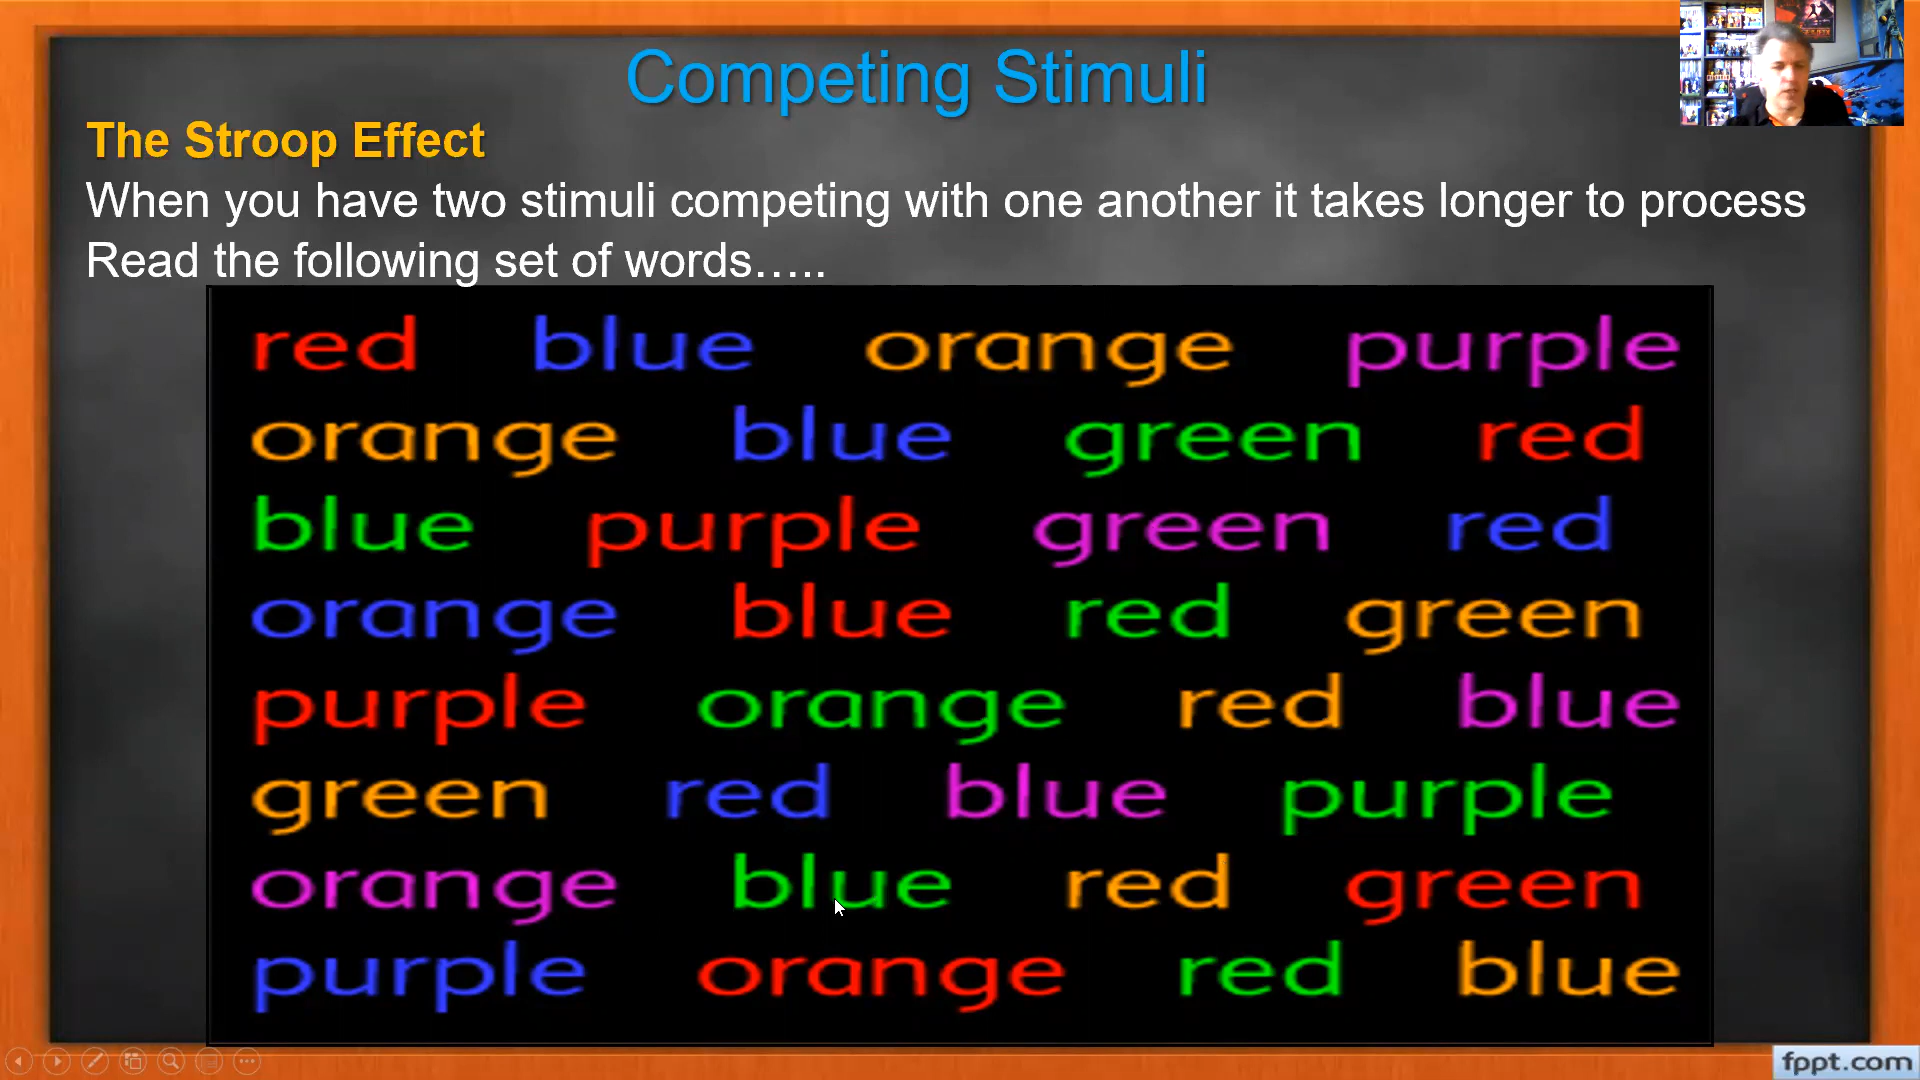 Competing Stimuli
The Stroop Effect
When you have two stimuli competing with one another it takes longer to process
Read the following set of words.....
red blue orange purple
orange blue green red
blue purple green red
orange blue red green
purple orange red blue
green red blue purple
orange blue red green
purple orange red blue
fppt.com